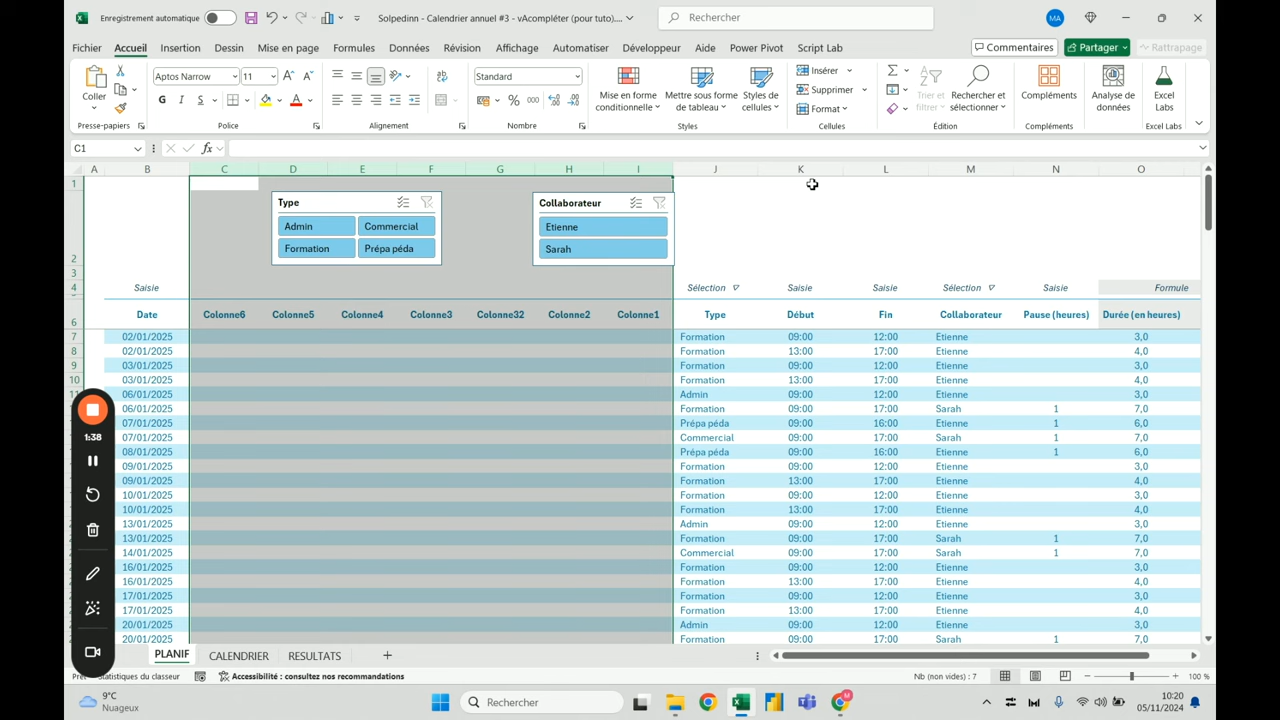 Enregistrement automatique
Solpedinn - Calendrier annuel #3 - vAcompléter (pour tuto)....
Rechercher
MA
Fichier Accueil Insertion Dessin Mise en page Formules Données Révision Affichage Automatiser Développeur Aide Power Pivot Script Lab
Commentaires Partager Rattrapage
Coller
Presse-papiers
Aptos Narrow 11
G I S
Police
Alignement
Standard
% 000
Nombre
Mise en forme conditionnelle
Mettre sous forme de tableau
Styles de cellules
Styles
Insérer
Supprimer
Format
Cellules
Trier et filtrer
Rechercher et sélectionner
Édition
Compléments
Compléments
Analyse de données
Excel Labs
Excel Labs
C1 fx
A B C D E F G H I J K L M N O
Type
Admin Commercial
Formation Prépa péda
Collaborateur
Etienne
Sarah
1
2
3
4 Saisie Sélection Saisie Saisie Sélection Saisie Formule
6 Date Colonne6 Colonne5 Colonne4 Colonne3 Colonne32 Colonne2 Colonne1 Type Début Fin Collaborateur Pause (heures) Durée (en heures)
7 02/01/2025 Formation 09:00 12:00 Etienne 3,0
8 02/01/2025 Formation 13:00 17:00 Etienne 4,0
9 03/01/2025 Formation 09:00 12:00 Etienne 3,0
10 03/01/2025 Formation 13:00 17:00 Etienne 4,0
11 06/01/2025 Admin 09:00 12:00 Etienne 3,0
06/01/2025 Formation 09:00 17:00 Sarah 1 7,0
07/01/2025 Prépa péda 09:00 16:00 Etienne 1 6,0
07/01/2025 Commercial 09:00 17:00 Sarah 1 7,0
08/01/2025 Prépa péda 09:00 16:00 Etienne 1 6,0
09/01/2025 Formation 09:00 12:00 Etienne 3,0
09/01/2025 Formation 13:00 17:00 Etienne 4,0
10/01/2025 Formation 09:00 12:00 Etienne 3,0
10/01/2025 Formation 13:00 17:00 Etienne 4,0
13/01/2025 Admin 09:00 12:00 Etienne 3,0
13/01/2025 Formation 09:00 17:00 Sarah 1 7,0
14/01/2025 Commercial 09:00 17:00 Sarah 1 7,0
16/01/2025 Formation 09:00 12:00 Etienne 3,0
16/01/2025 Formation 13:00 17:00 Etienne 4,0
17/01/2025 Formation 09:00 12:00 Etienne 3,0
17/01/2025 Formation 13:00 17:00 Etienne 4,0
20/01/2025 Admin 09:00 12:00 Etienne 3,0
20/01/2025 Formation 09:00 17:00 Sarah 1 7,0
1:38
PLANIF CALENDRIER RESULTATS
Statistiques du classeur
Accessibilité : consultez nos recommandations
Nb (non vides) : 7
100 %
9°C
Nuageux
Rechercher
10:20
05/11/2024